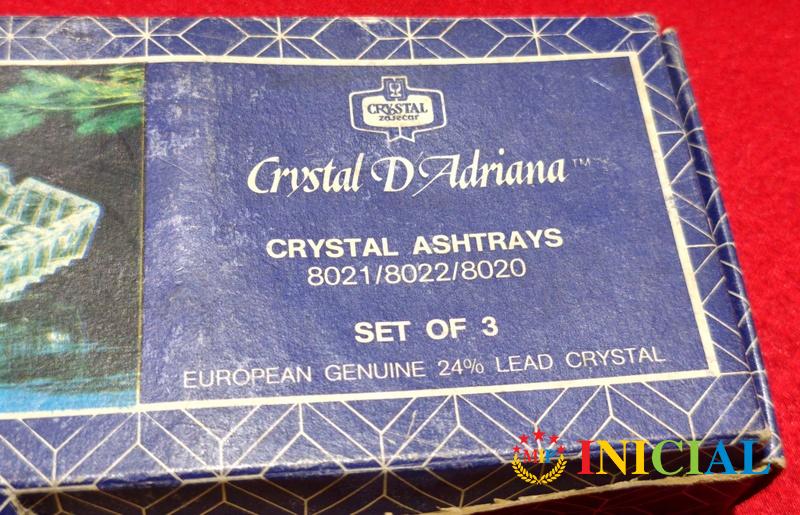 CRYSTAL
zaječar
Crystal D'Adriana™
CRYSTAL ASHTRAYS
8021/8022/8020
SET OF 3
EUROPEAN GENUINE 24% LEAD CRYSTAL
INICIAL